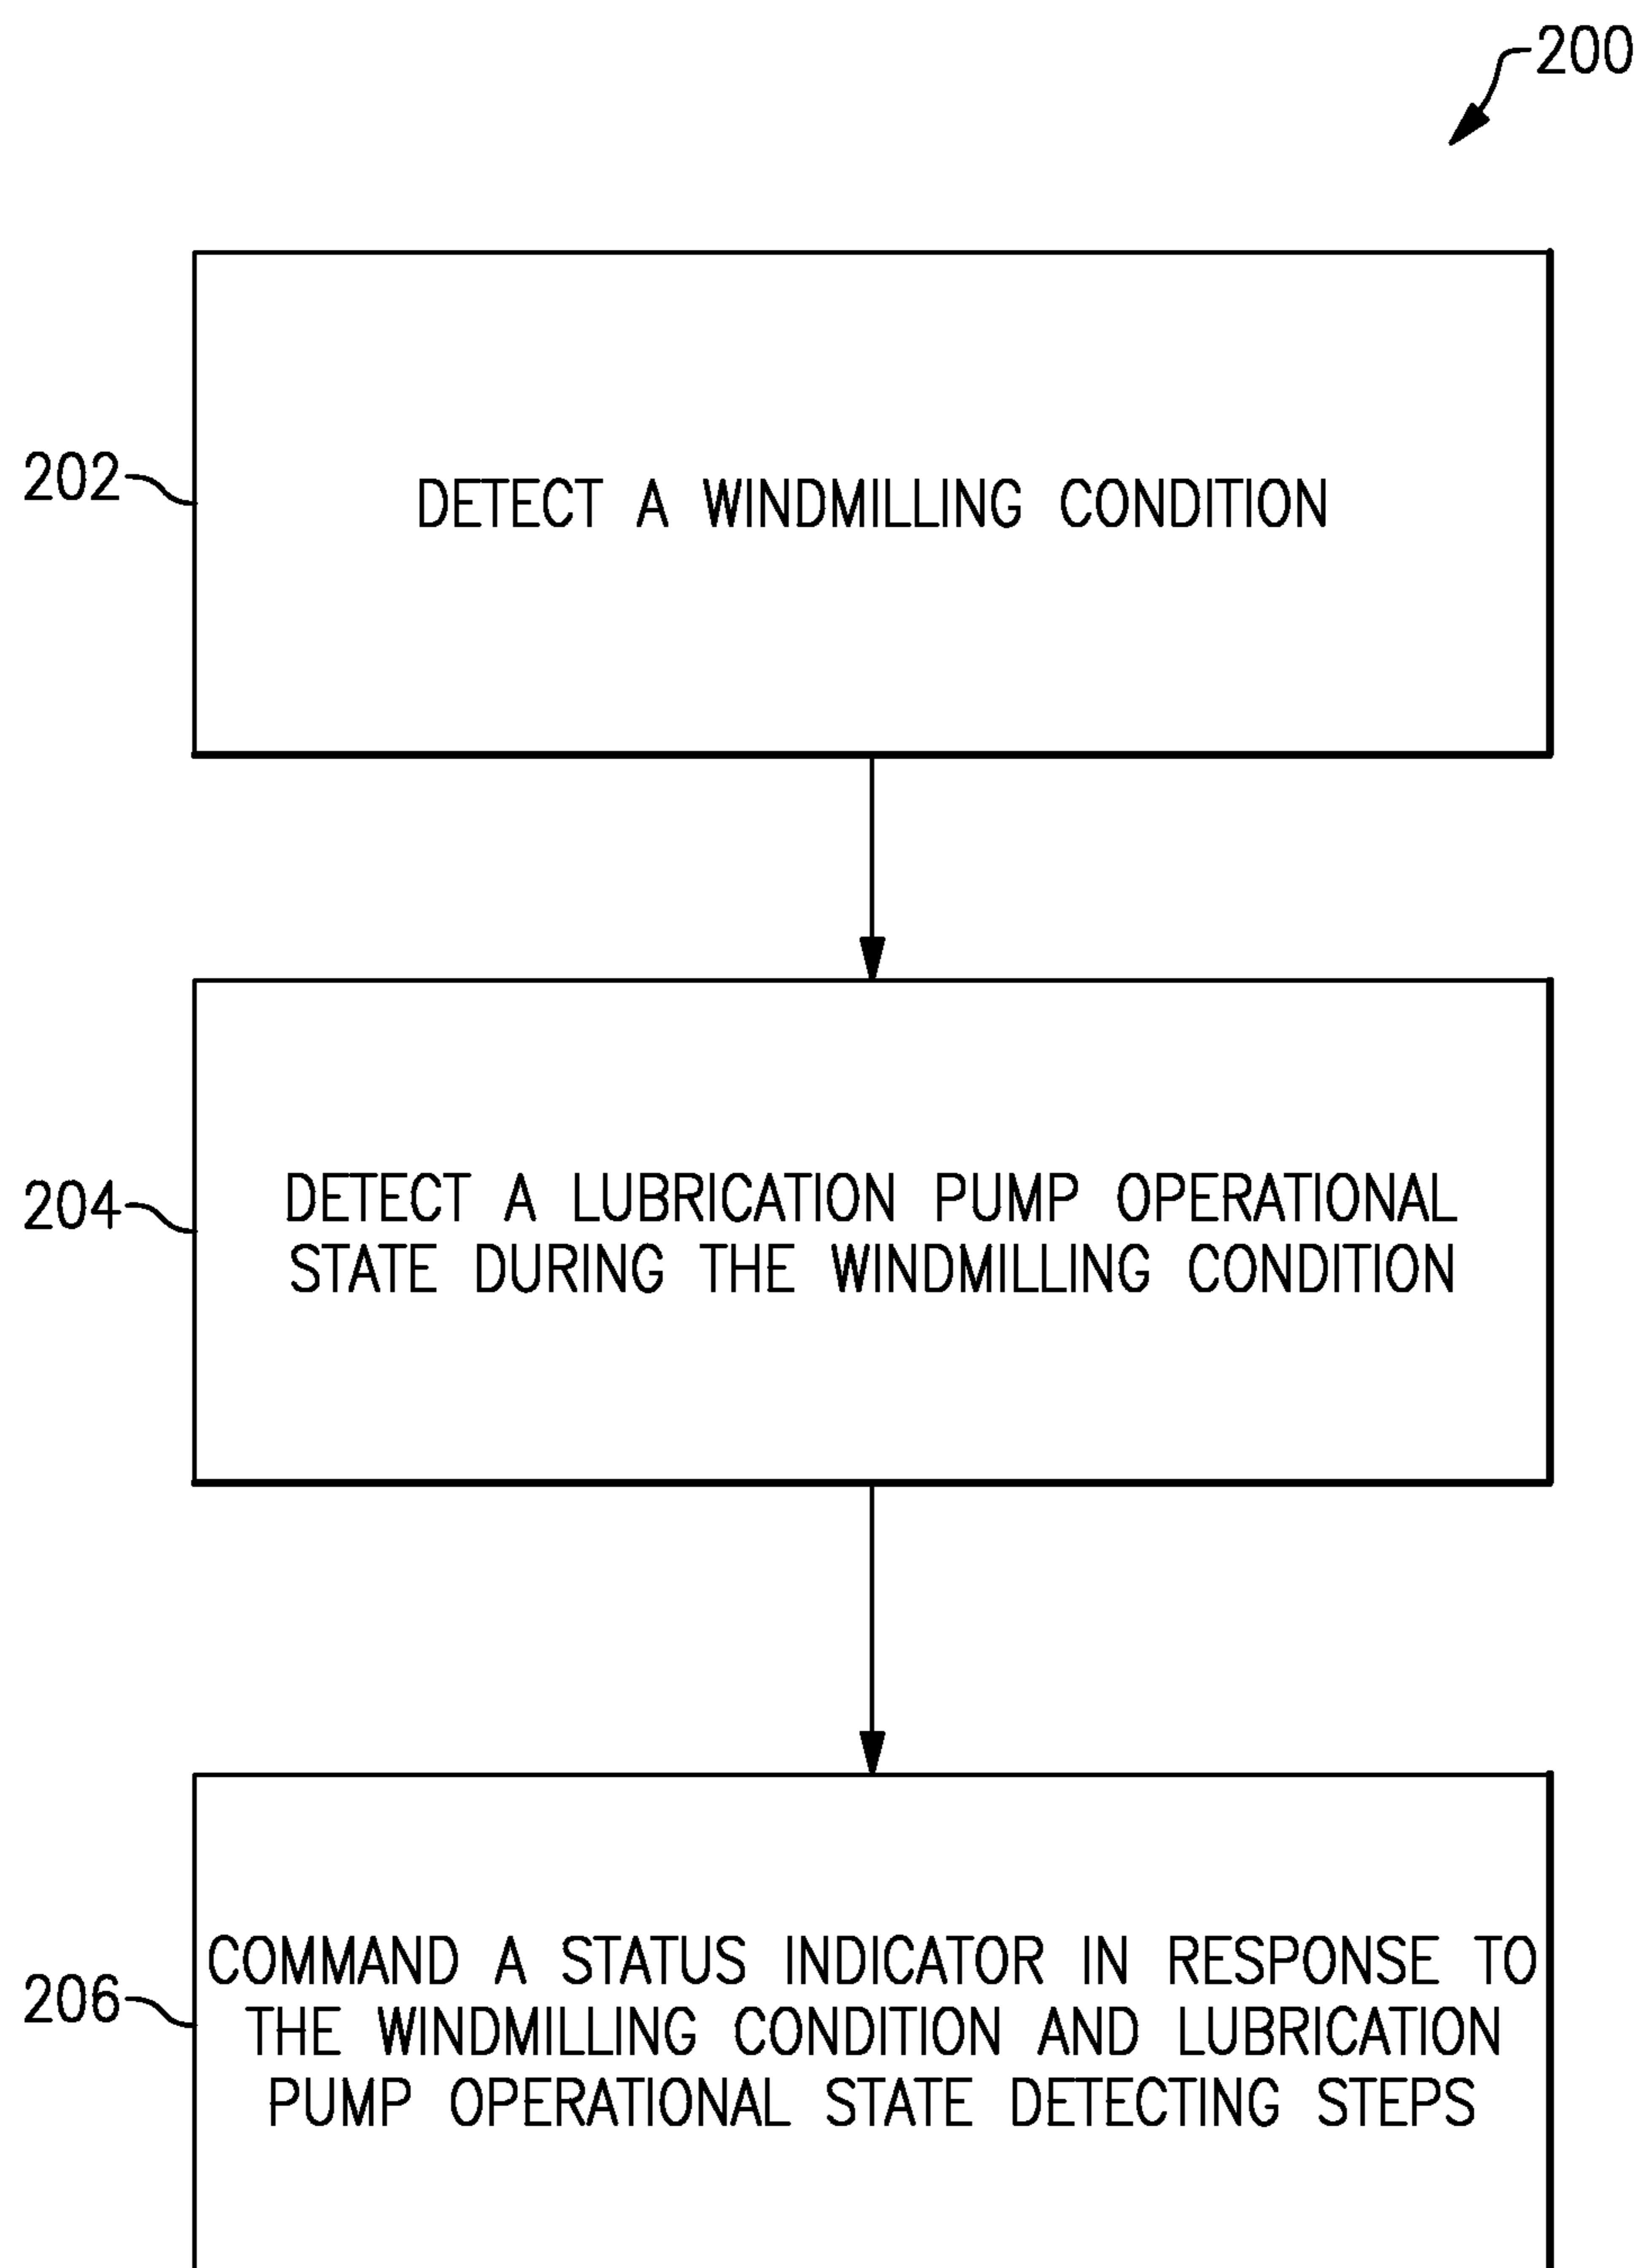 200
202
DETECT A WINDMILLING CONDITION
204
DETECT A LUBRICATION PUMP OPERATIONAL
STATE DURING THE WINDMILLING CONDITION
206
COMMAND A STATUS INDICATOR IN RESPONSE TO
THE WINDMILLING CONDITION AND LUBRICATION
PUMP OPERATIONAL STATE DETECTING STEPS